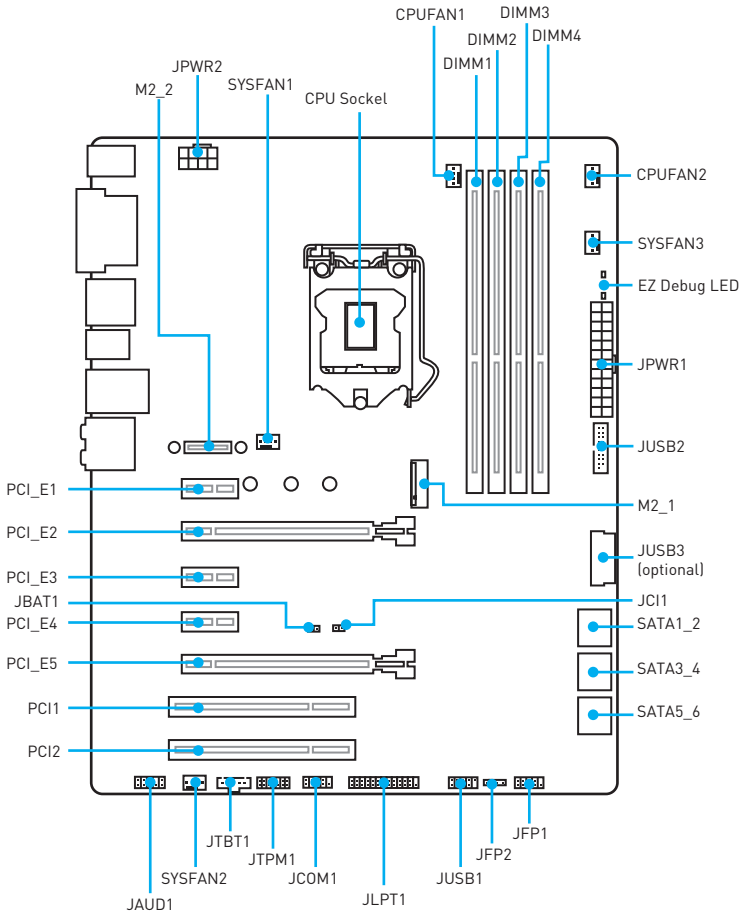 CPUFAN1
DIMM3
DIMM2
DIMM4
DIMM1
JPWR2
SYSFAN1
M2_2
CPU Sockel
CPUFAN2
SYSFAN3
EZ Debug LED
JPWR1
JUSB2
PCI_E1
M2_1
PCI_E2
JUSB3
(optional)
PCI_E3
JBAT1
JCI1
PCI_E4
SATA1_2
PCI_E5
SATA3_4
PCI1
SATA5_6
PCI2
JTBT1
JFP1
JTPM1
JFP2
SYSFAN2
JCOM1
JUSB1
JLPT1
JAUD1